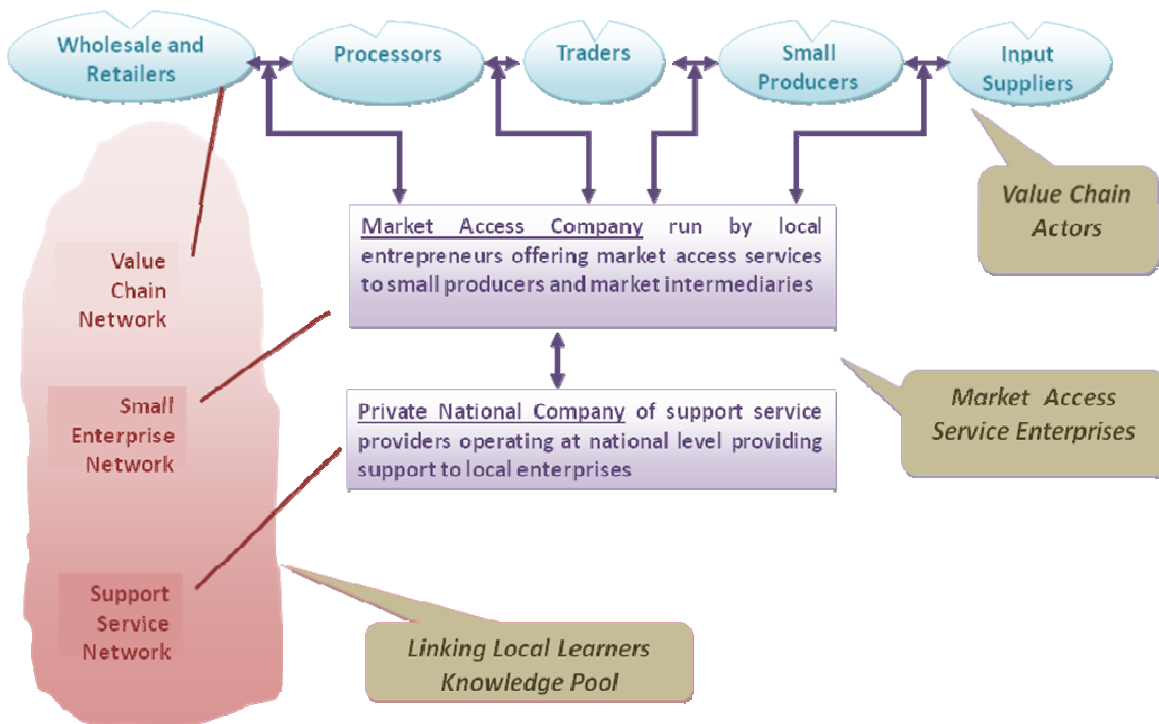 Wholesale and
Retailers
Processors
Traders
Small
Producers
Input
Suppliers
Value Chain
Actors
Market Access Company run by local
entrepreneurs offering market access services
to small producers and market intermediaries
Value
Chain
Network
Market Access
Service Enterprises
Private National Company of support service
providers operating at national level providing
support to local enterprises
Small
Enterprise
Network
Support
Service
Network
Linking Local Learners
Knowledge Pool